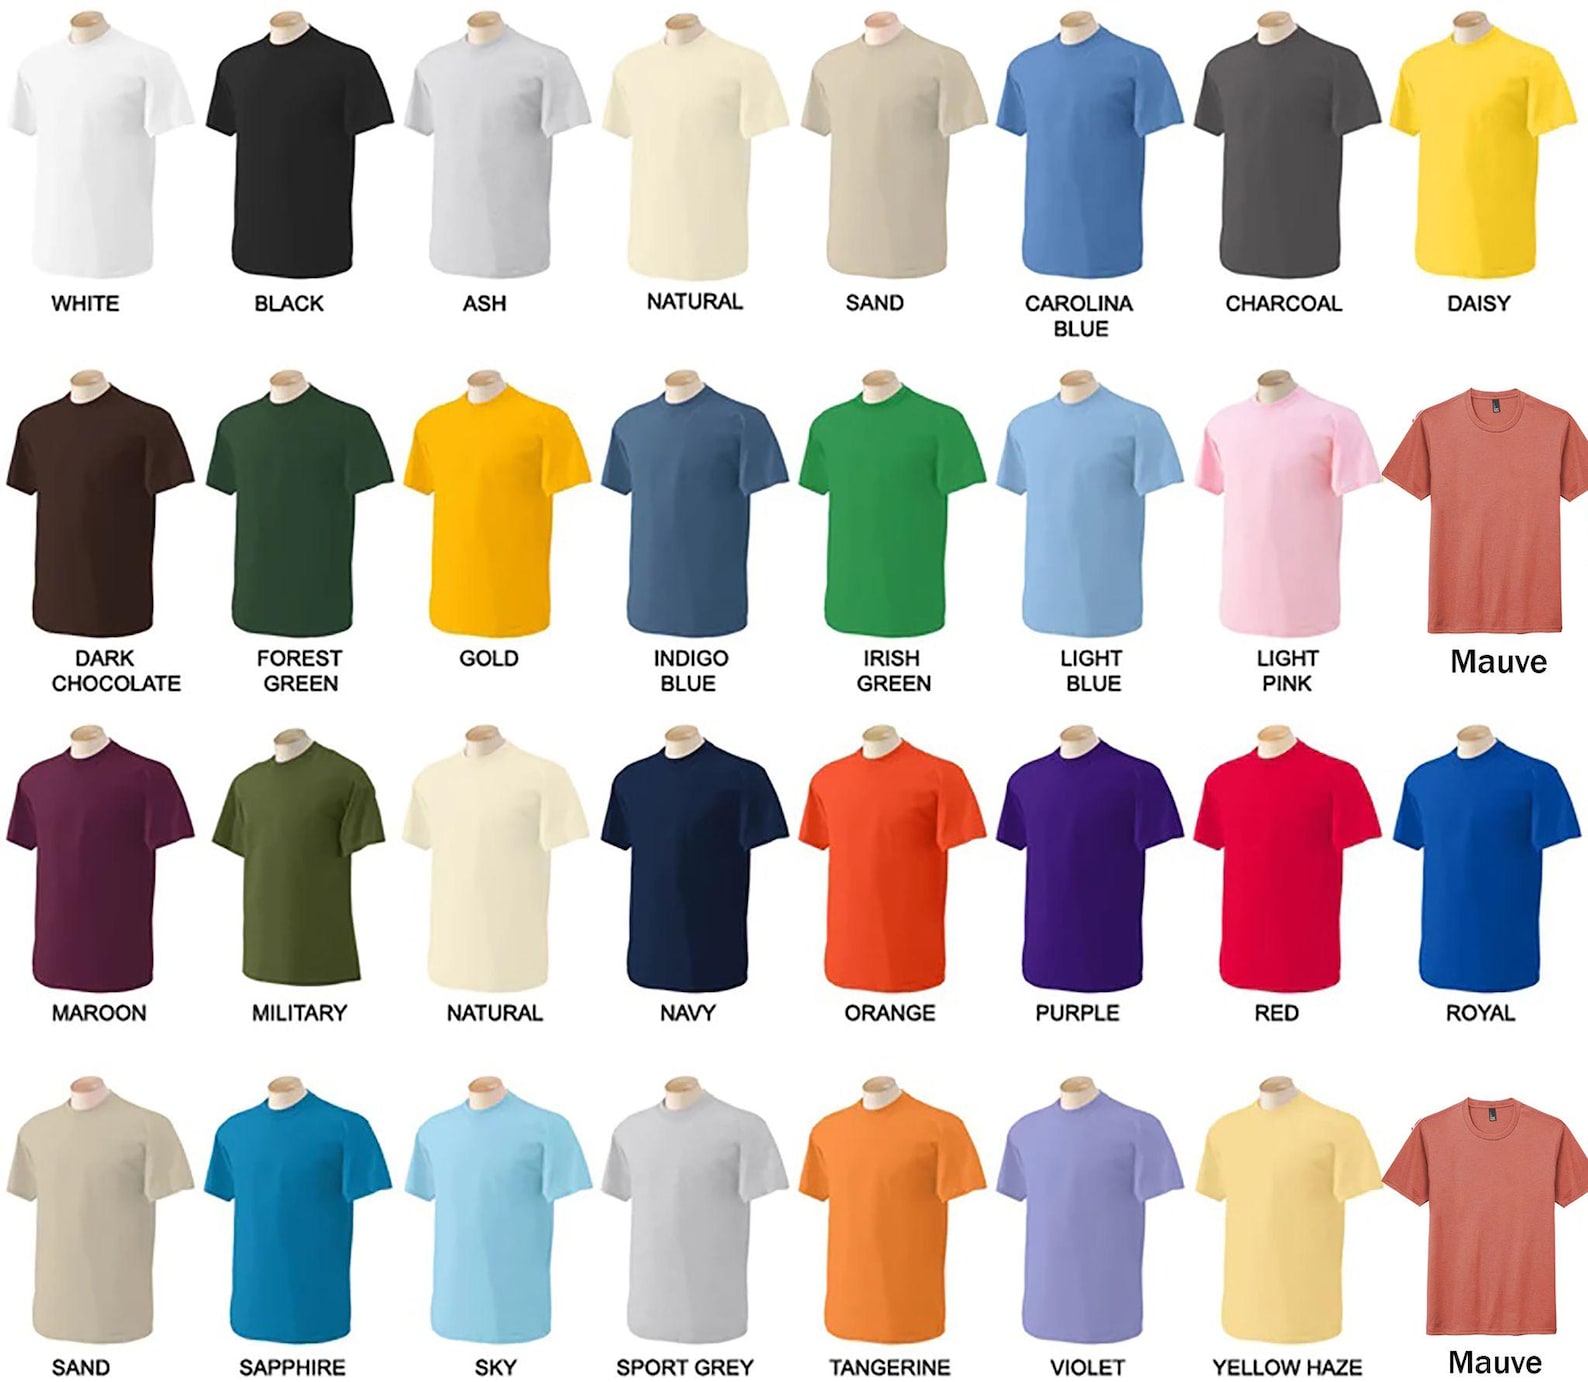 WHITE
BLACK
ASH
NATURAL
SAND
CAROLINA
BLUE
CHARCOAL
DAISY
DARK
CHOCOLATE
FOREST
GREEN
GOLD
INDIGO
BLUE
IRISH
GREEN
LIGHT
BLUE
LIGHT
PINK
Mauve
MAROON
MILITARY
NATURAL
NAVY
ORANGE
PURPLE
RED
ROYAL
SAND
SAPPHIRE
SKY
SPORT GREY
TANGERINE
VIOLET
YELLOW HAZE
Mauve